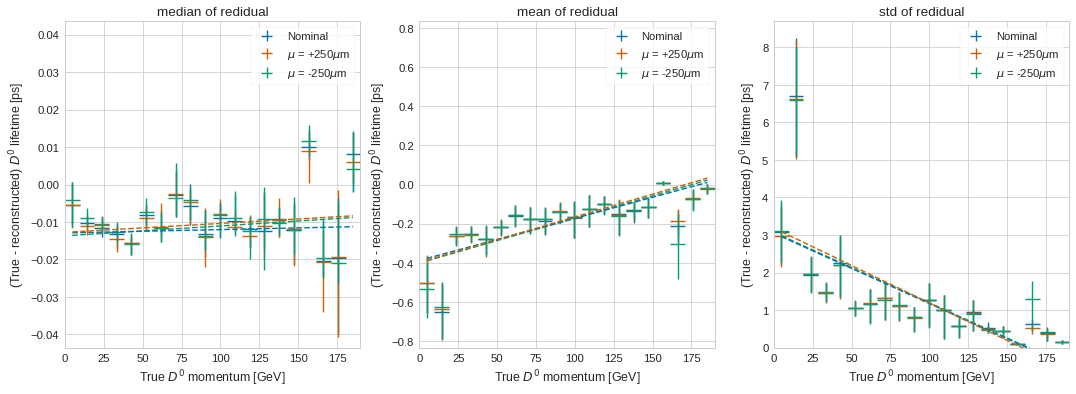 median of redidual
(True - reconstructed) D⁰ lifetime [ps]
0.04
0.03
0.02
0.01
0.00
−0.01
−0.02
−0.03
−0.04
Nominal
μ = +250μm
μ = -250μm
0 25 50 75 100 125 150 175
True D⁰ momentum [GeV]
mean of redidual
(True - reconstructed) D⁰ lifetime [ps]
0.8
0.6
0.4
0.2
0.0
−0.2
−0.4
−0.6
−0.8
Nominal
μ = +250μm
μ = -250μm
0 25 50 75 100 125 150 175
True D⁰ momentum [GeV]
std of redidual
(True - reconstructed) D⁰ lifetime [ps]
8
7
6
5
4
3
2
1
0
Nominal
μ = +250μm
μ = -250μm
0 25 50 75 100 125 150 175
True D⁰ momentum [GeV]